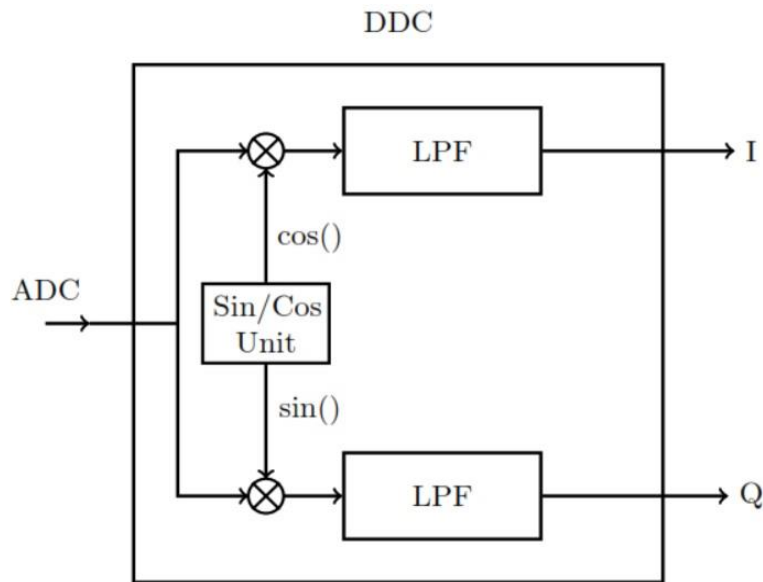 DDC
LPF
I
cos()
ADC
Sin/Cos
Unit
sin()
LPF
Q